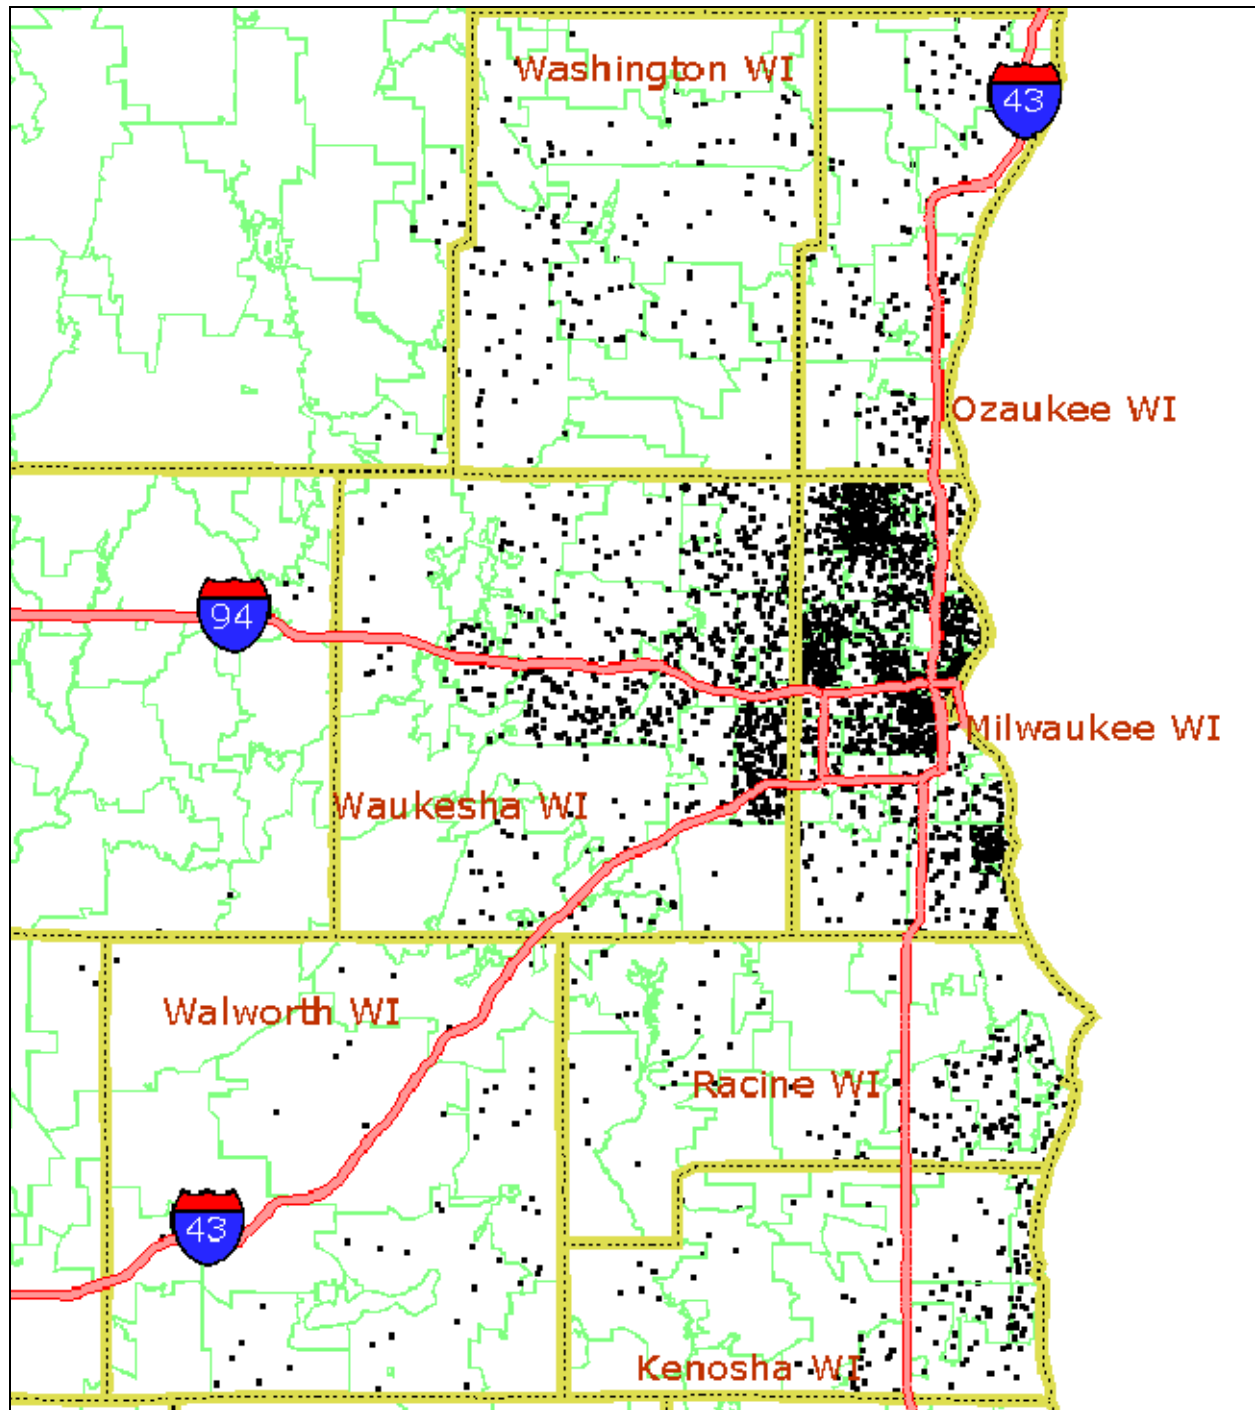 Washington WI
43
Ozaukee WI
94
Milwaukee WI
Waukesha WI
Walworth WI
Racine WI
43
Kenosha WI